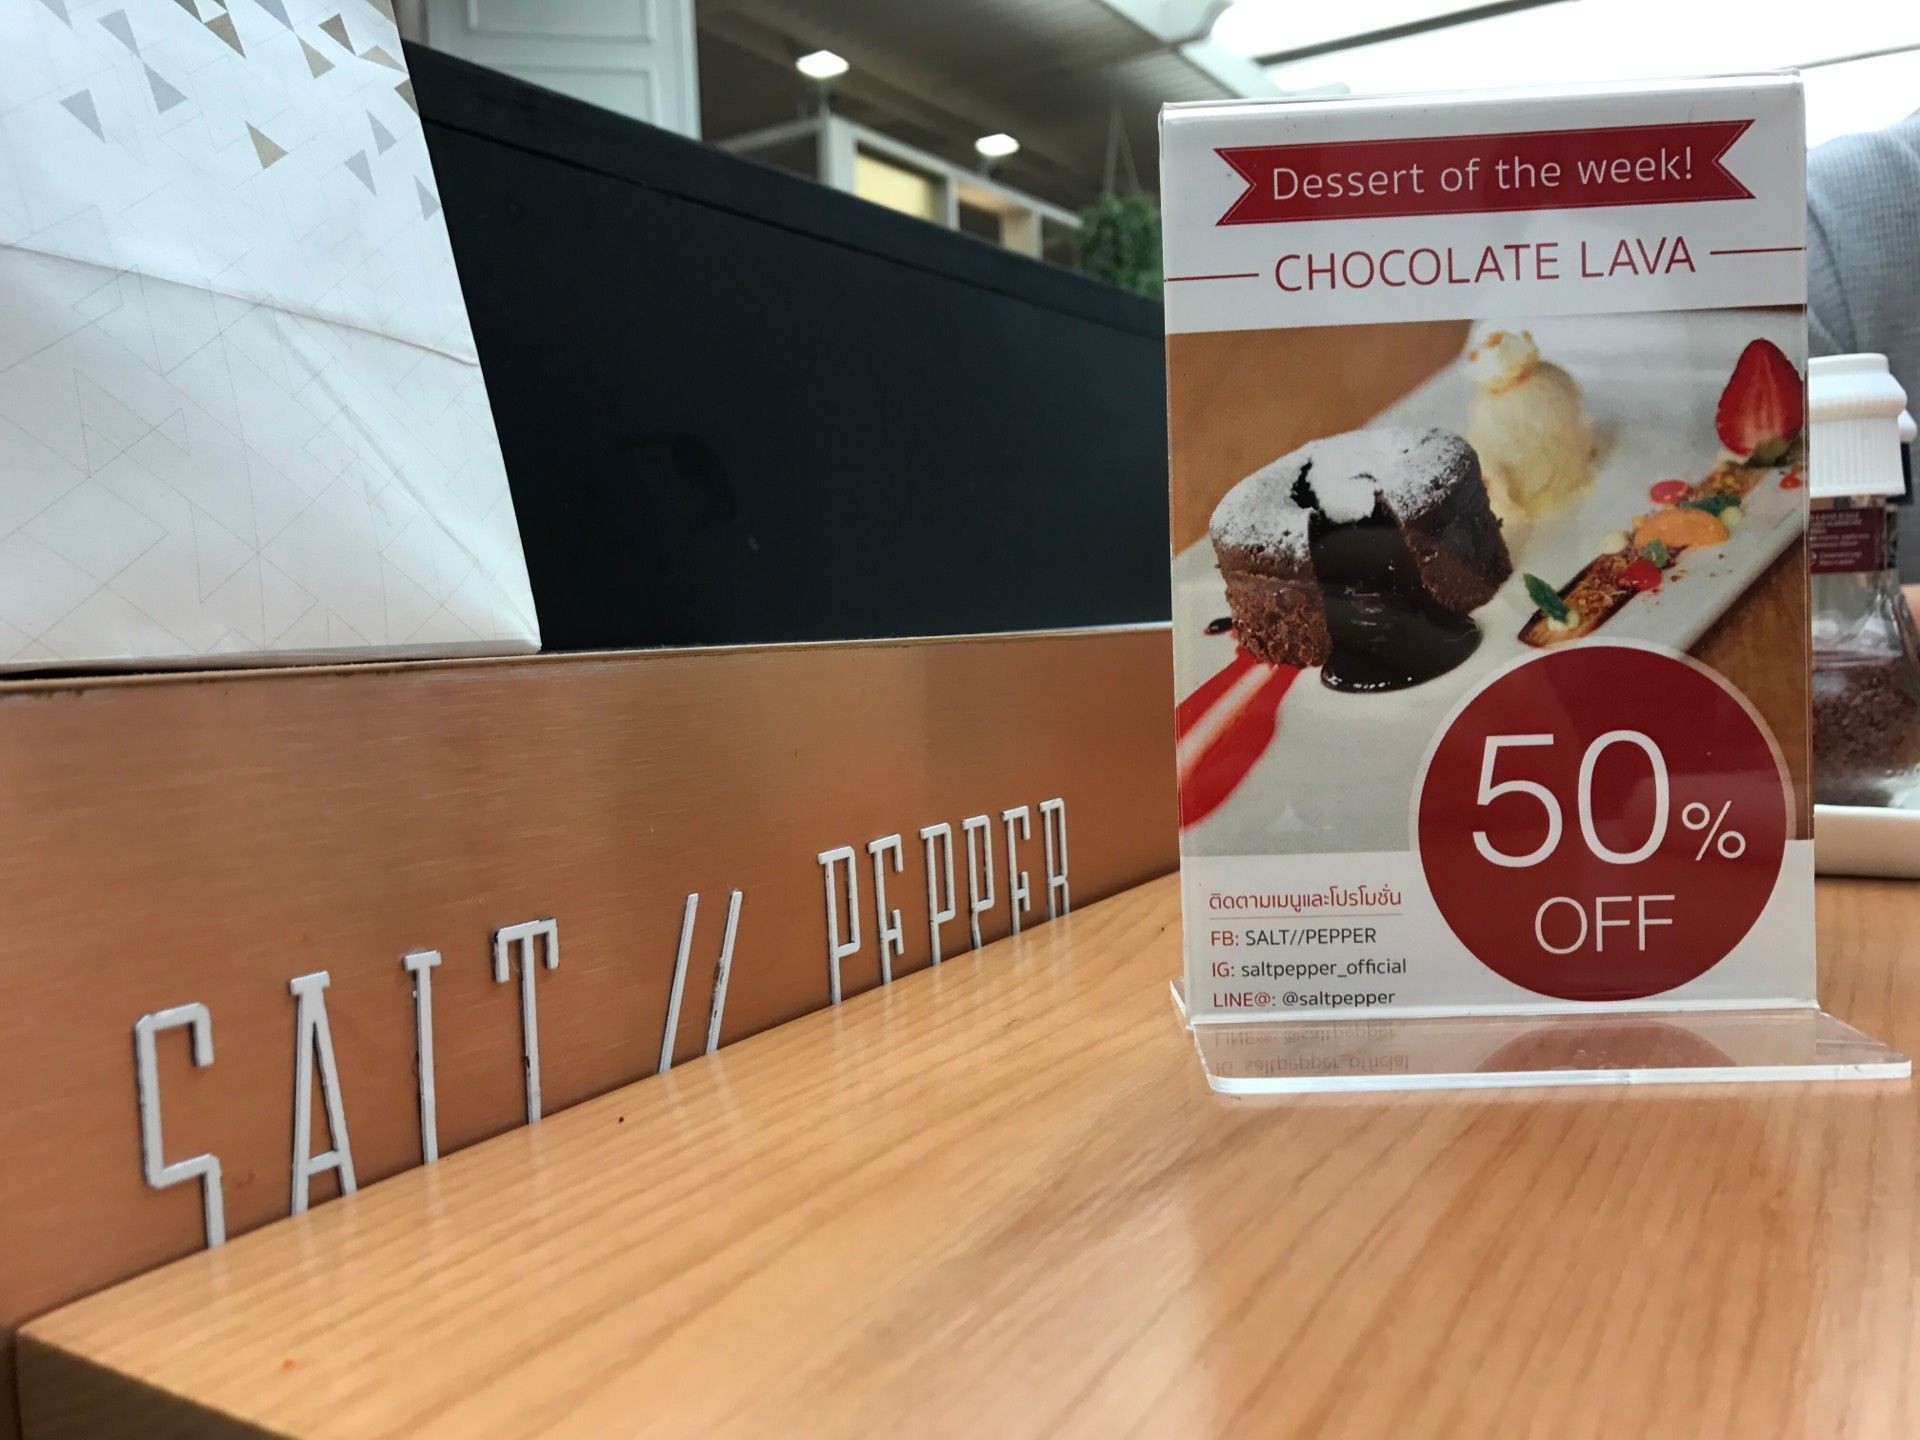 SALT // PEPPER
Dessert of the week!
CHOCOLATE LAVA
50%
OFF
ติดตามเมนูและโปรโมชั่น
FB: SALT//PEPPER
IG: saltpepper_official
LINE@: @saltpepper